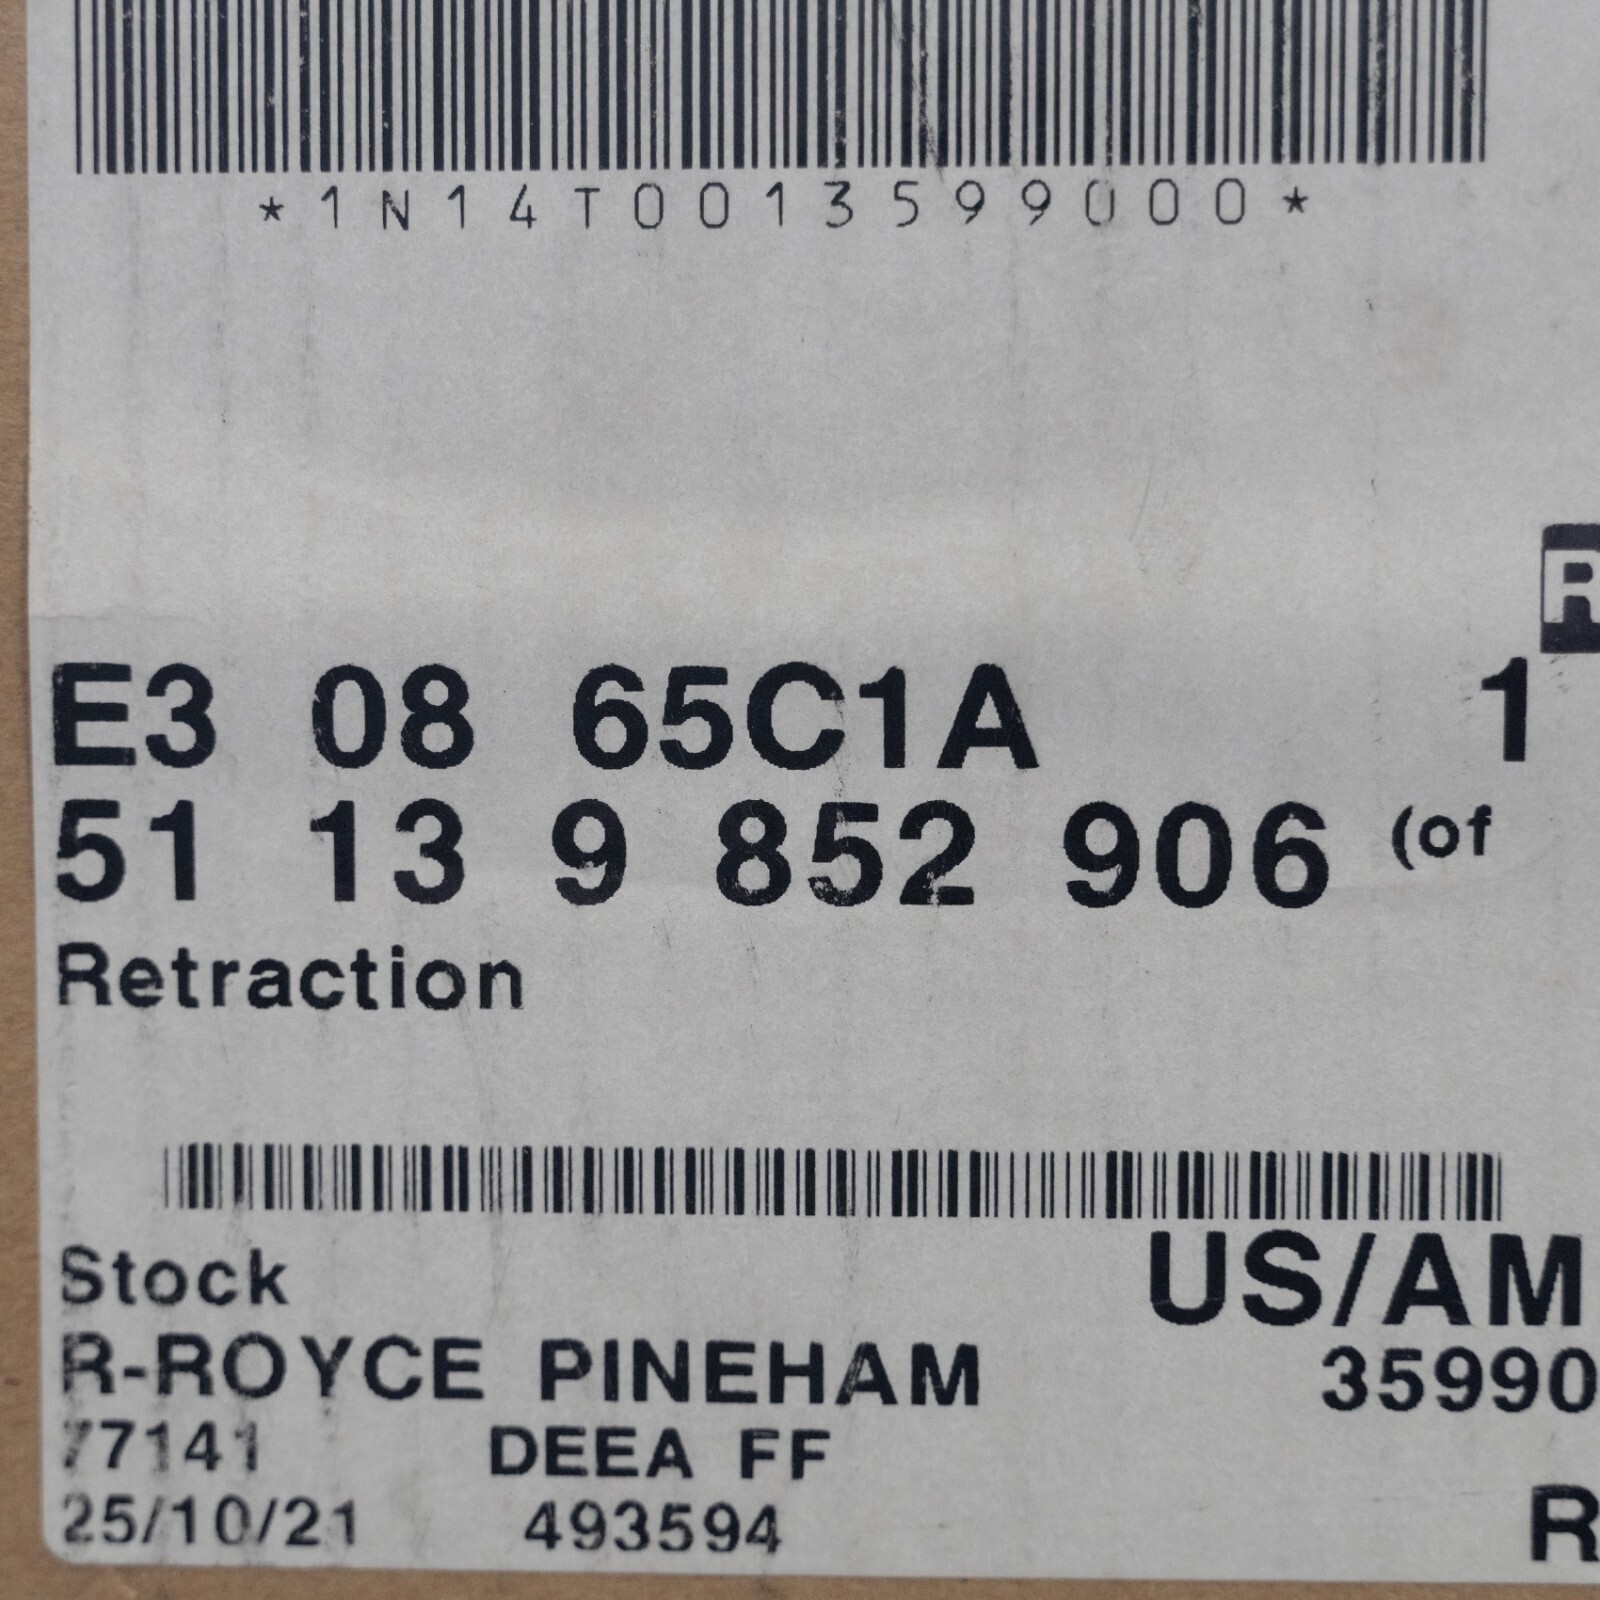 *1N14T0013599000*
R
E3 08 65C1A 1
51 13 9 852 906 (of
Retraction
Stock US/AM
R-ROYCE PINEHAM 35990
77141 DEEA FF
25/10/21 493594 R